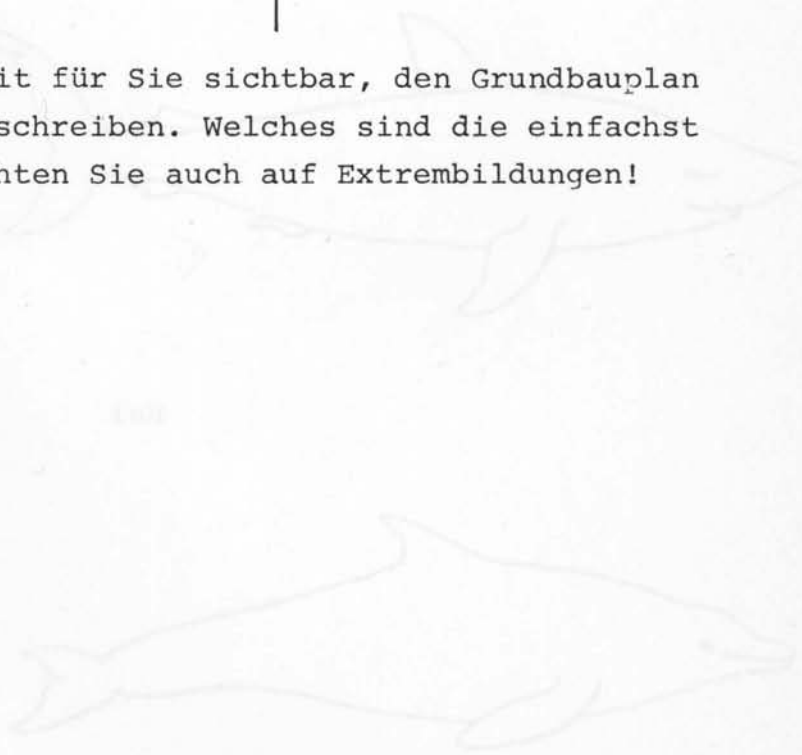 it für Sie sichtbar, den Grundbauplan
schreiben. Welches sind die einfachst
hten Sie auch auf Extrembildungen!